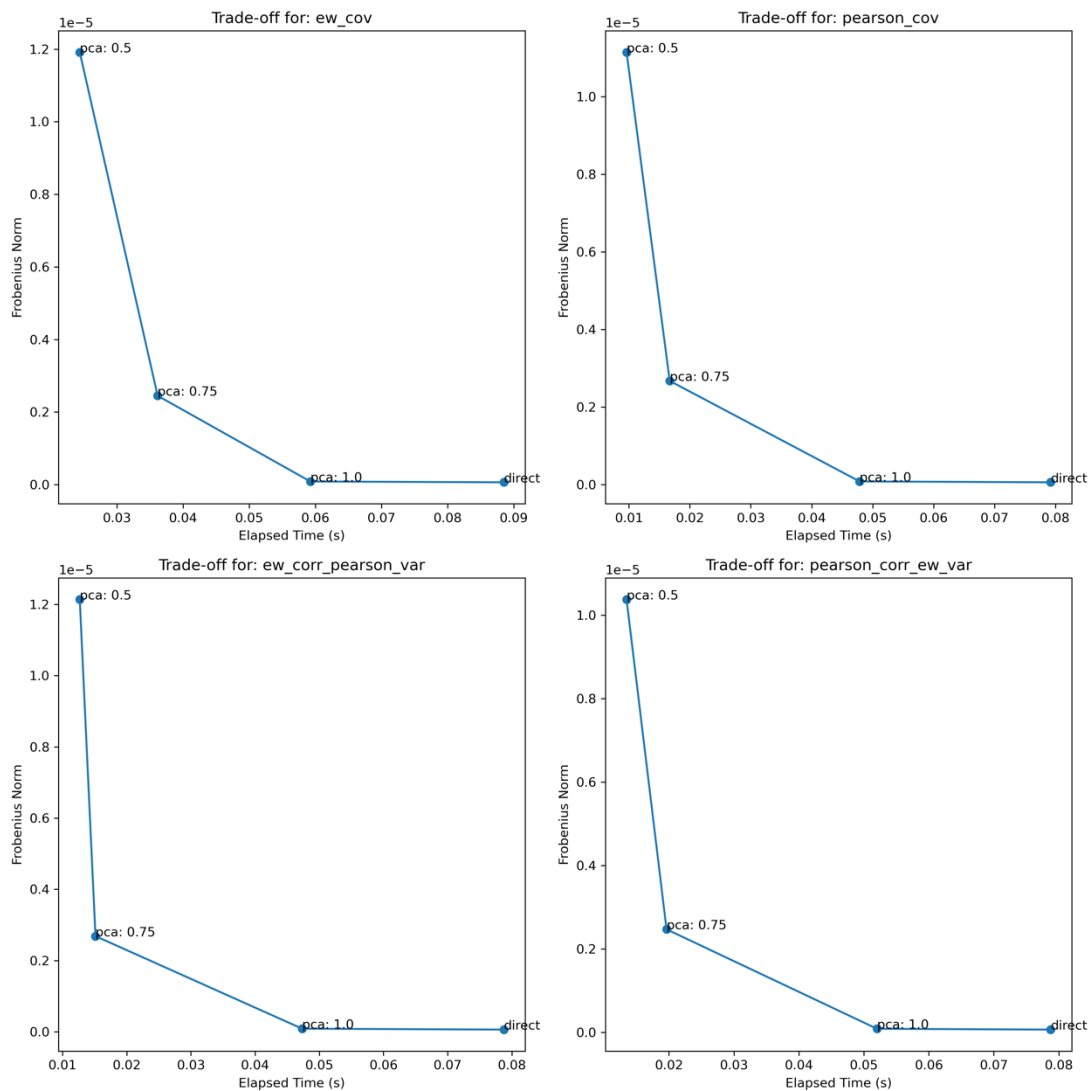 Trade-off for: ew_cov
1e−5
1.2
1.0
0.8
0.6
0.4
0.2
0.0
Frobenius Norm
pca: 0.5
pca: 0.75
pca: 1.0
direct
0.03 0.04 0.05 0.06 0.07 0.08 0.09
Elapsed Time (s)
Trade-off for: pearson_cov
1e−5
1.0
0.8
0.6
0.4
0.2
0.0
Frobenius Norm
pca: 0.5
pca: 0.75
pca: 1.0
direct
0.01 0.02 0.03 0.04 0.05 0.06 0.07 0.08
Elapsed Time (s)
Trade-off for: ew_corr_pearson_var
1e−5
1.2
1.0
0.8
0.6
0.4
0.2
0.0
Frobenius Norm
pca: 0.5
pca: 0.75
pca: 1.0
direct
0.01 0.02 0.03 0.04 0.05 0.06 0.07 0.08
Elapsed Time (s)
Trade-off for: pearson_corr_ew_var
1e−5
1.0
0.8
0.6
0.4
0.2
0.0
Frobenius Norm
pca: 0.5
pca: 0.75
pca: 1.0
direct
0.02 0.03 0.04 0.05 0.06 0.07 0.08
Elapsed Time (s)